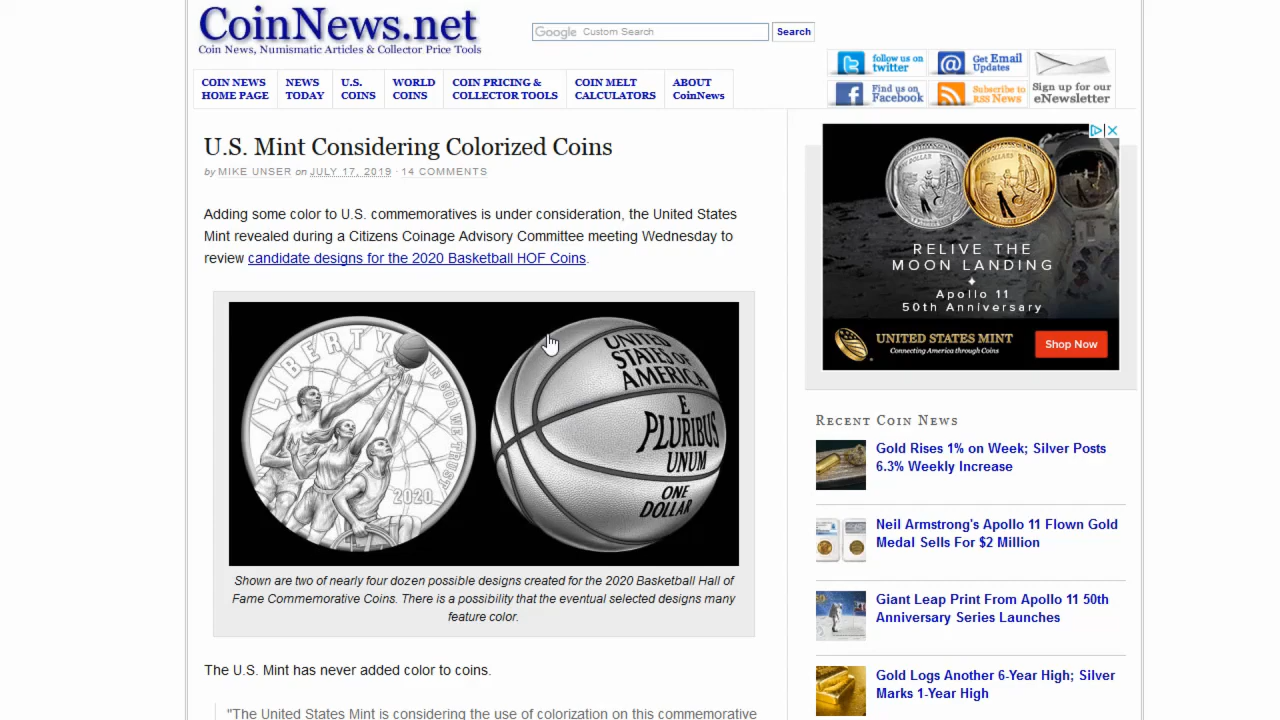 CoinNews.net
Coin News, Numismatic Articles & Collector Price Tools
Google Custom Search
Search
follow us on twitter
Get Email Updates
Find us on Facebook
Subscribe to RSS News
Sign up for our eNewsletter
COIN NEWS HOME PAGE
NEWS TODAY
U.S. COINS
WORLD COINS
COIN PRICING & COLLECTOR TOOLS
COIN MELT CALCULATORS
ABOUT CoinNews
U.S. Mint Considering Colorized Coins
by MIKE UNSER on JULY 17, 2019 · 14 COMMENTS
Adding some color to U.S. commemoratives is under consideration, the United States
Mint revealed during a Citizens Coinage Advisory Committee meeting Wednesday to
review candidate designs for the 2020 Basketball HOF Coins.
LIBERTY
IN GOD WE TRUST
2020
UNITED
STATES OF
AMERICA
E
PLURIBUS
UNUM
ONE
DOLLAR
Shown are two of nearly four dozen possible designs created for the 2020 Basketball Hall of
Fame Commemorative Coins. There is a possibility that the eventual selected designs many
feature color.
The U.S. Mint has never added color to coins.
"The United States Mint is considering the use of colorization on this commemorative
RELIVE THE
MOON LANDING
Apollo 11
50th Anniversary
UNITED STATES MINT
Connecting America through Coins
Shop Now
RECENT COIN NEWS
Gold Rises 1% on Week; Silver Posts
6.3% Weekly Increase
Neil Armstrong's Apollo 11 Flown Gold
Medal Sells For $2 Million
Giant Leap Print From Apollo 11 50th
Anniversary Series Launches
Gold Logs Another 6-Year High; Silver
Marks 1-Year High